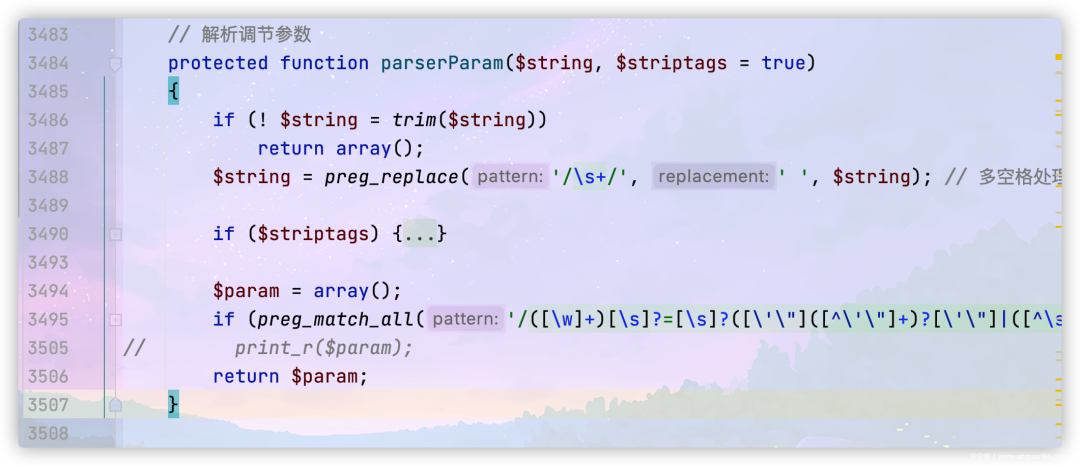 3483 // 解析调节参数
3484 protected function parserParam($string, $striptags = true)
3485 {
3486 if (! $string = trim($string))
3487 return array();
3488 $string = preg_replace( pattern: '/\s+/', replacement: ' ', $string); // 多空格处理
3489
3490 if ($striptags) {...}
3493
3494 $param = array();
3495 if (preg_match_all( pattern: '/([\w]+)[\s]?=[\s]?([\'\"]([^\'\"]+)?[\'\"]|([^\s
3505 // print_r($param);
3506 return $param;
3507 }
3508